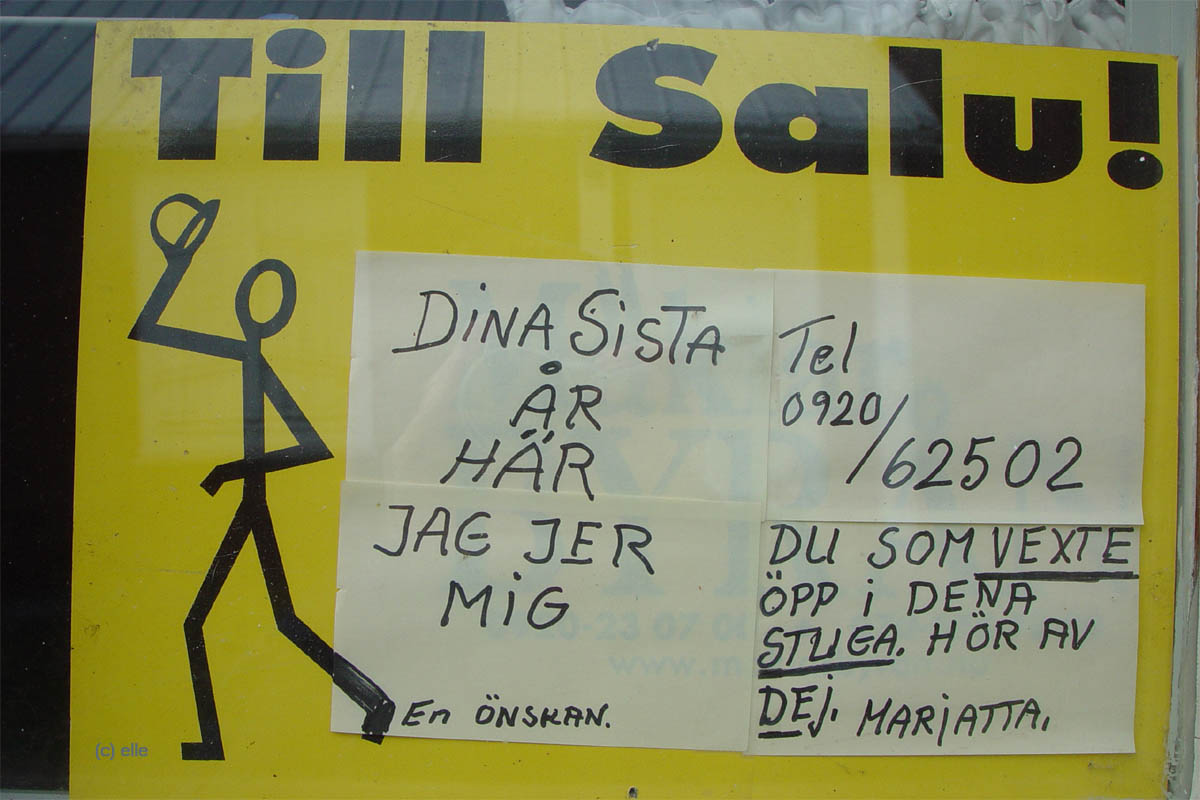 Till Salu!
DINA SISTA
ÅR
HÄR
JAG JER
MIG
En ÖNSKAN.
Tel
0920/
/62502
DU SOM VEXTE
ÖPP i DENA
STUGA. HÖR AV
DEJ. MARJATTA.
(c) elle